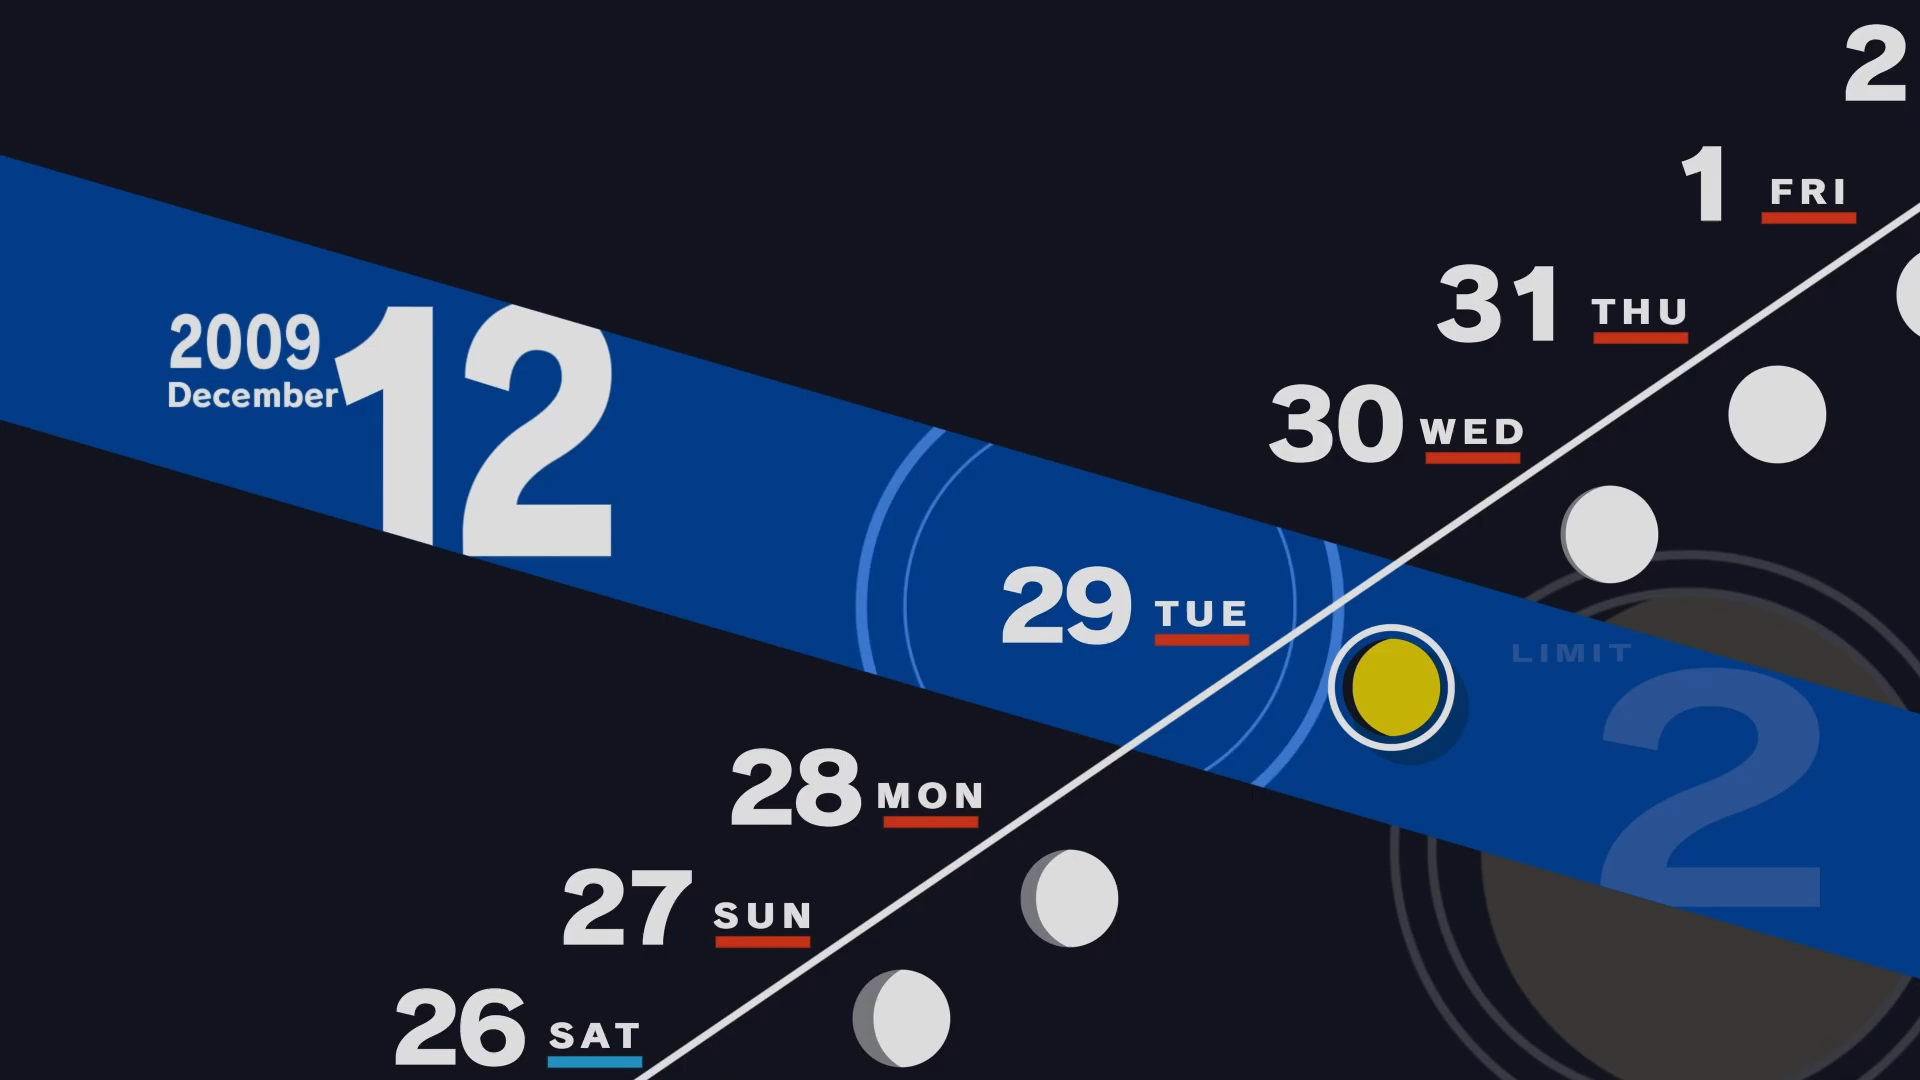 2
1 FRI
31 THU
30 WED
2009
December
12
29 TUE
LIMIT
2
28 MON
27 SUN
26 SAT